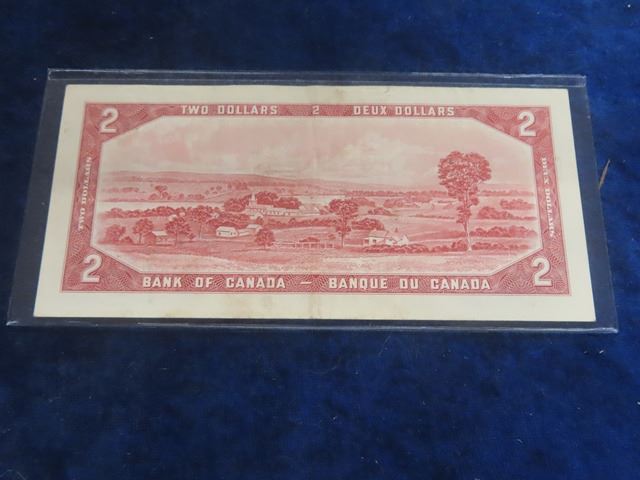 TWO DOLLARS 2 DEUX DOLLARS
2
2
TWO DOLLARS
DEUX DOLLARS
2
2
BANK OF CANADA – BANQUE DU CANADA